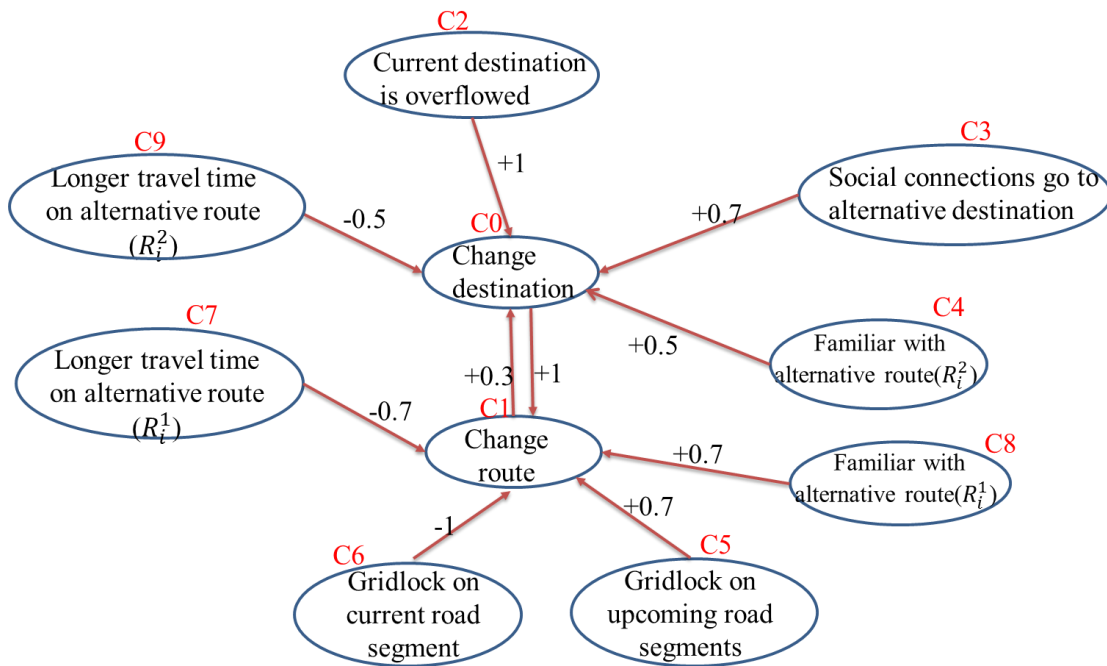 C2
Current destination
is overflowed
C9
Longer travel time
on alternative route
(R_i^2)
C3
Social connections go to
alternative destination
+1
-0.5
+0.7
C0
Change
destination
C7
Longer travel time
on alternative route
(R_i^1)
C4
Familiar with
alternative route(R_i^2)
+0.5
+0.3
+1
-0.7
C1
Change
route
+0.7
C8
Familiar with
alternative route(R_i^1)
-1
+0.7
C6
Gridlock on
current road
segment
C5
Gridlock on
upcoming road
segments